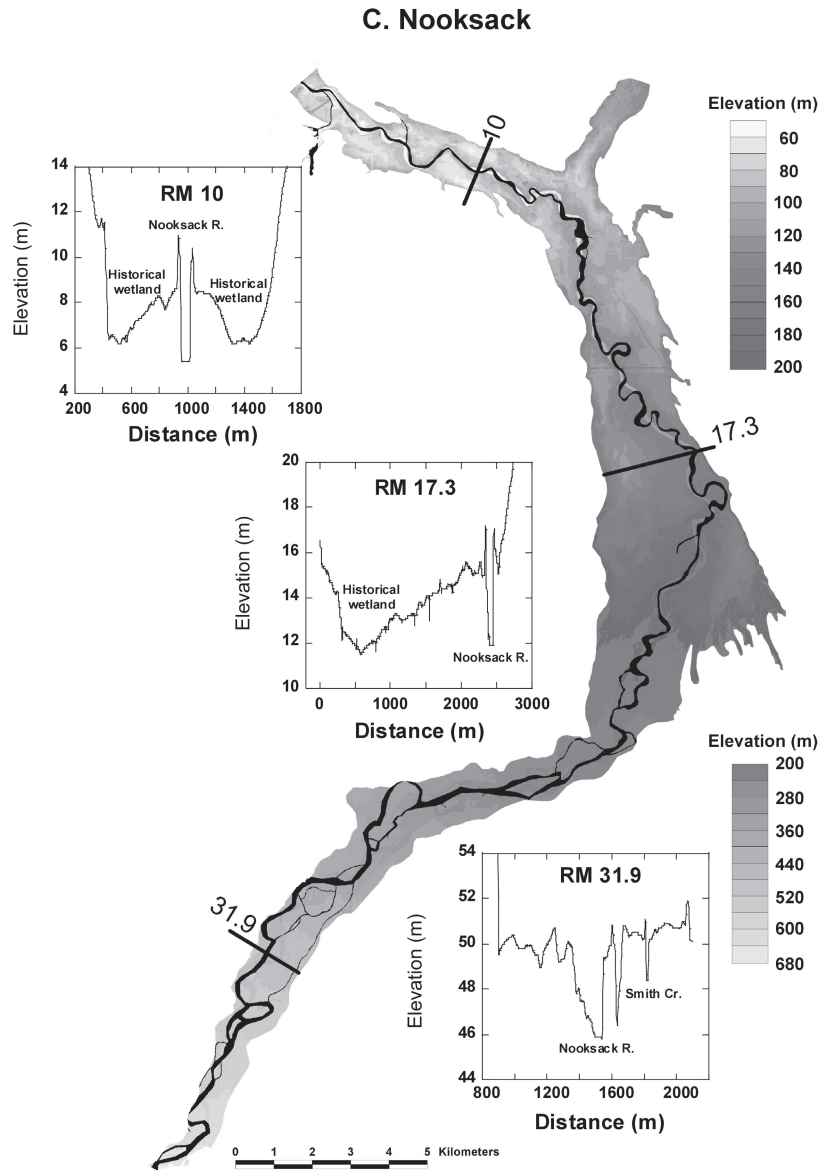 C. Nooksack
Elevation (m)
60
80
100
120
140
160
180
200
10
14
12
10
8
6
4
RM 10
Nooksack R.
Historical
wetland
Historical
wetland
Elevation (m)
200 600 1000 1400 1800
Distance (m)
17.3
20
18
16
14
12
10
RM 17.3
Historical
wetland
Nooksack R.
Elevation (m)
0 1000 2000 3000
Distance (m)
Elevation (m)
200
280
360
440
520
600
680
31.9
54
52
50
48
46
44
RM 31.9
Smith Cr.
Nooksack R.
Elevation (m)
800 1200 1600 2000
Distance (m)
0 1 2 3 4 5 Kilometers